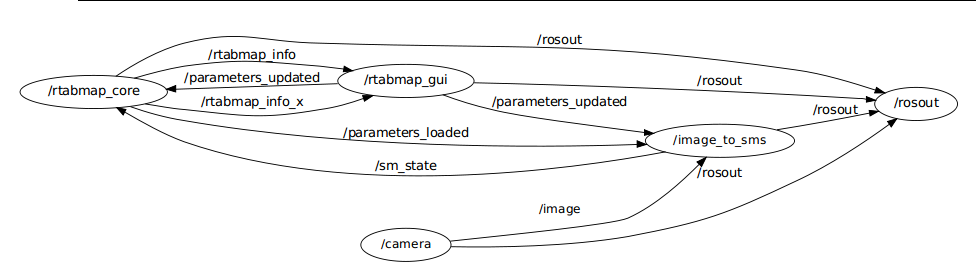 /rosout
/rtabmap_info
/rtabmap_core
/parameters_updated
/rtabmap_gui
/rosout
/rosout
/rtabmap_info_x
/parameters_updated
/rosout
/parameters_loaded
/image_to_sms
/sm_state
/rosout
/image
/camera